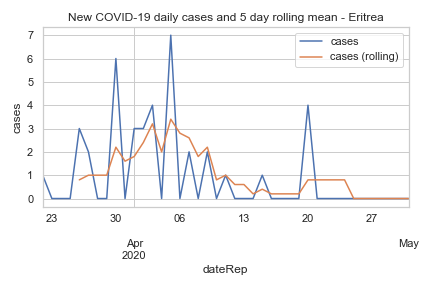 New COVID-19 daily cases and 5 day rolling mean - Eritrea
7
6
5
4
3
2
1
0
cases
cases
cases (rolling)
23
30
06
13
20
27
Apr
2020
May
dateRep